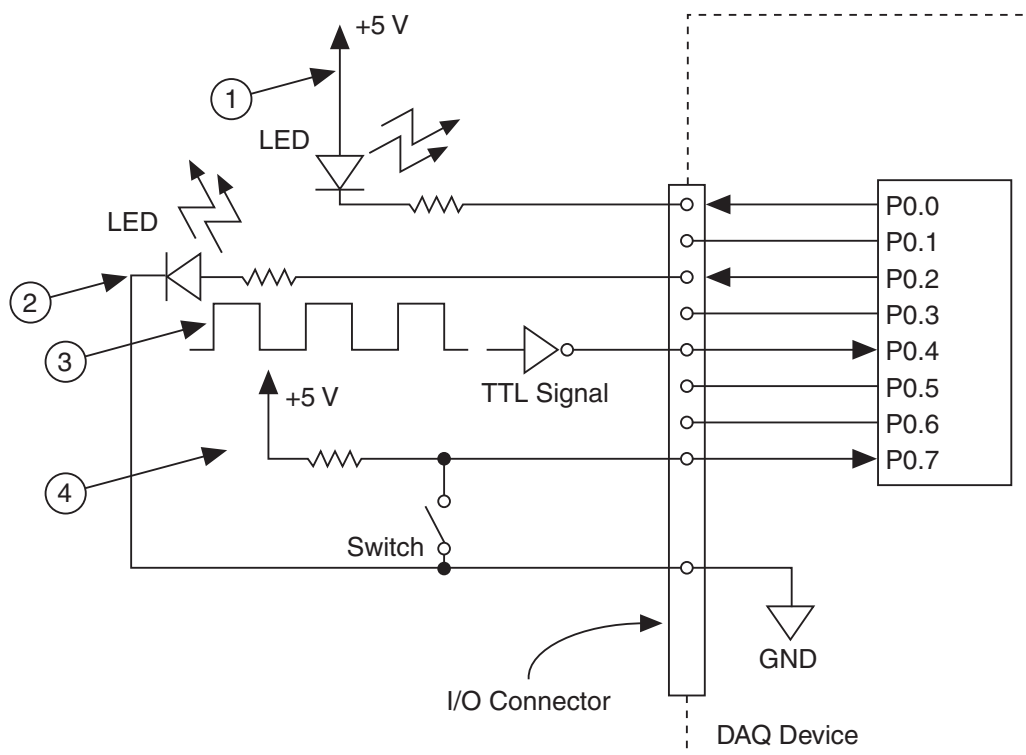 +5 V
1
LED
LED
2
3
TTL Signal
+5 V
4
Switch
P0.0
P0.1
P0.2
P0.3
P0.4
P0.5
P0.6
P0.7
GND
I/O Connector
DAQ Device